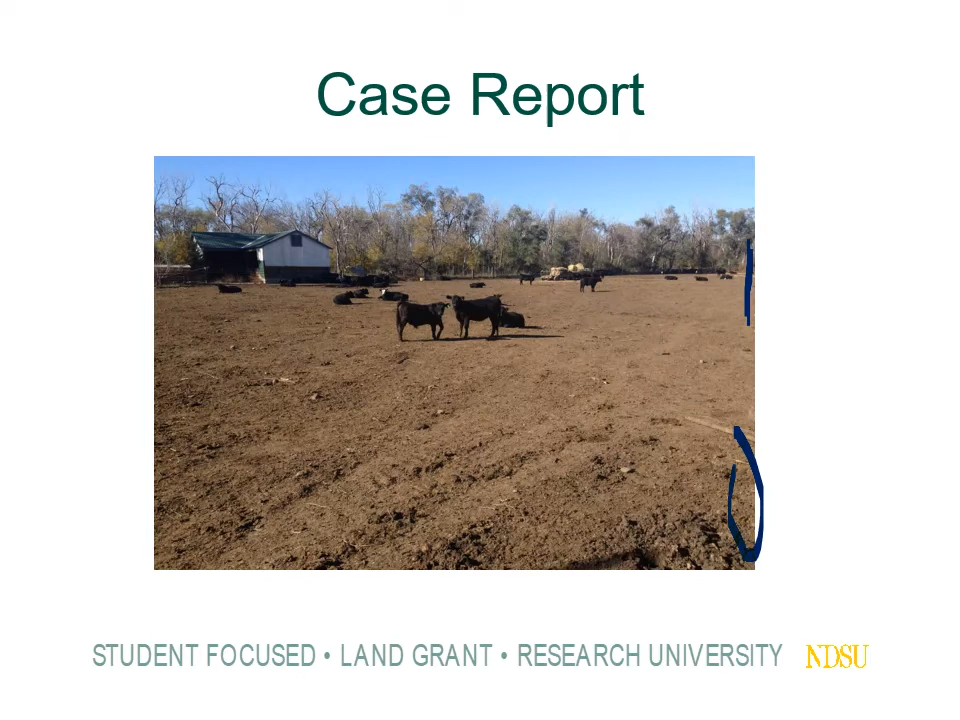 Case Report
STUDENT FOCUSED • LAND GRANT • RESEARCH UNIVERSITY NDSU